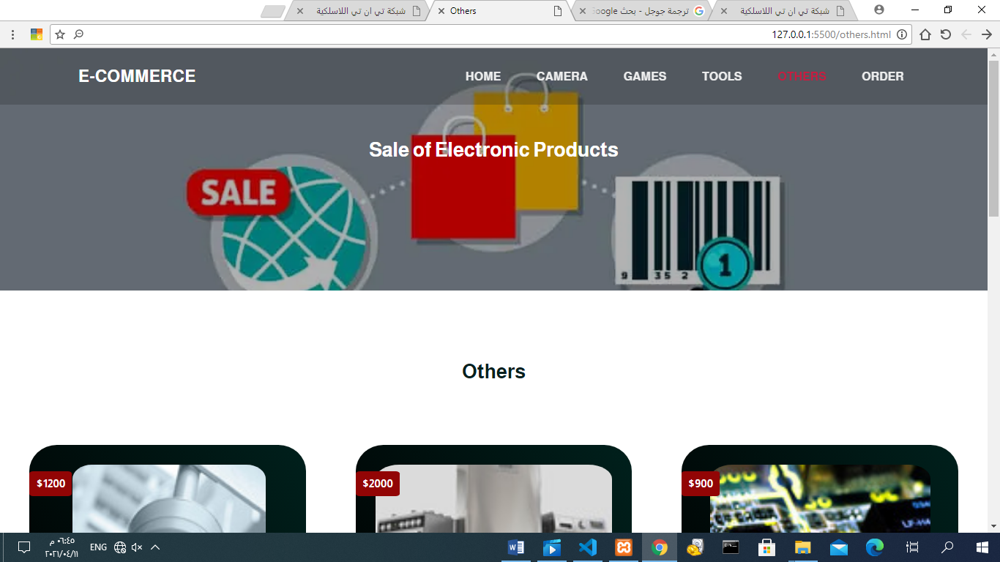 شبكة تي ان تي اللاسلكية
ترجمة جوجل - بحث Google
Others
شبكة تي ان تي اللاسلكية
127.0.0.1:5500/others.html
E-COMMERCE
HOME CAMERA GAMES TOOLS OTHERS ORDER
Sale of Electronic Products
SALE
9 35 2
1
Others
$1200 $2000 $900
ENG
٠٦:٤٥ م
٢٠٢١/٠٤/١١